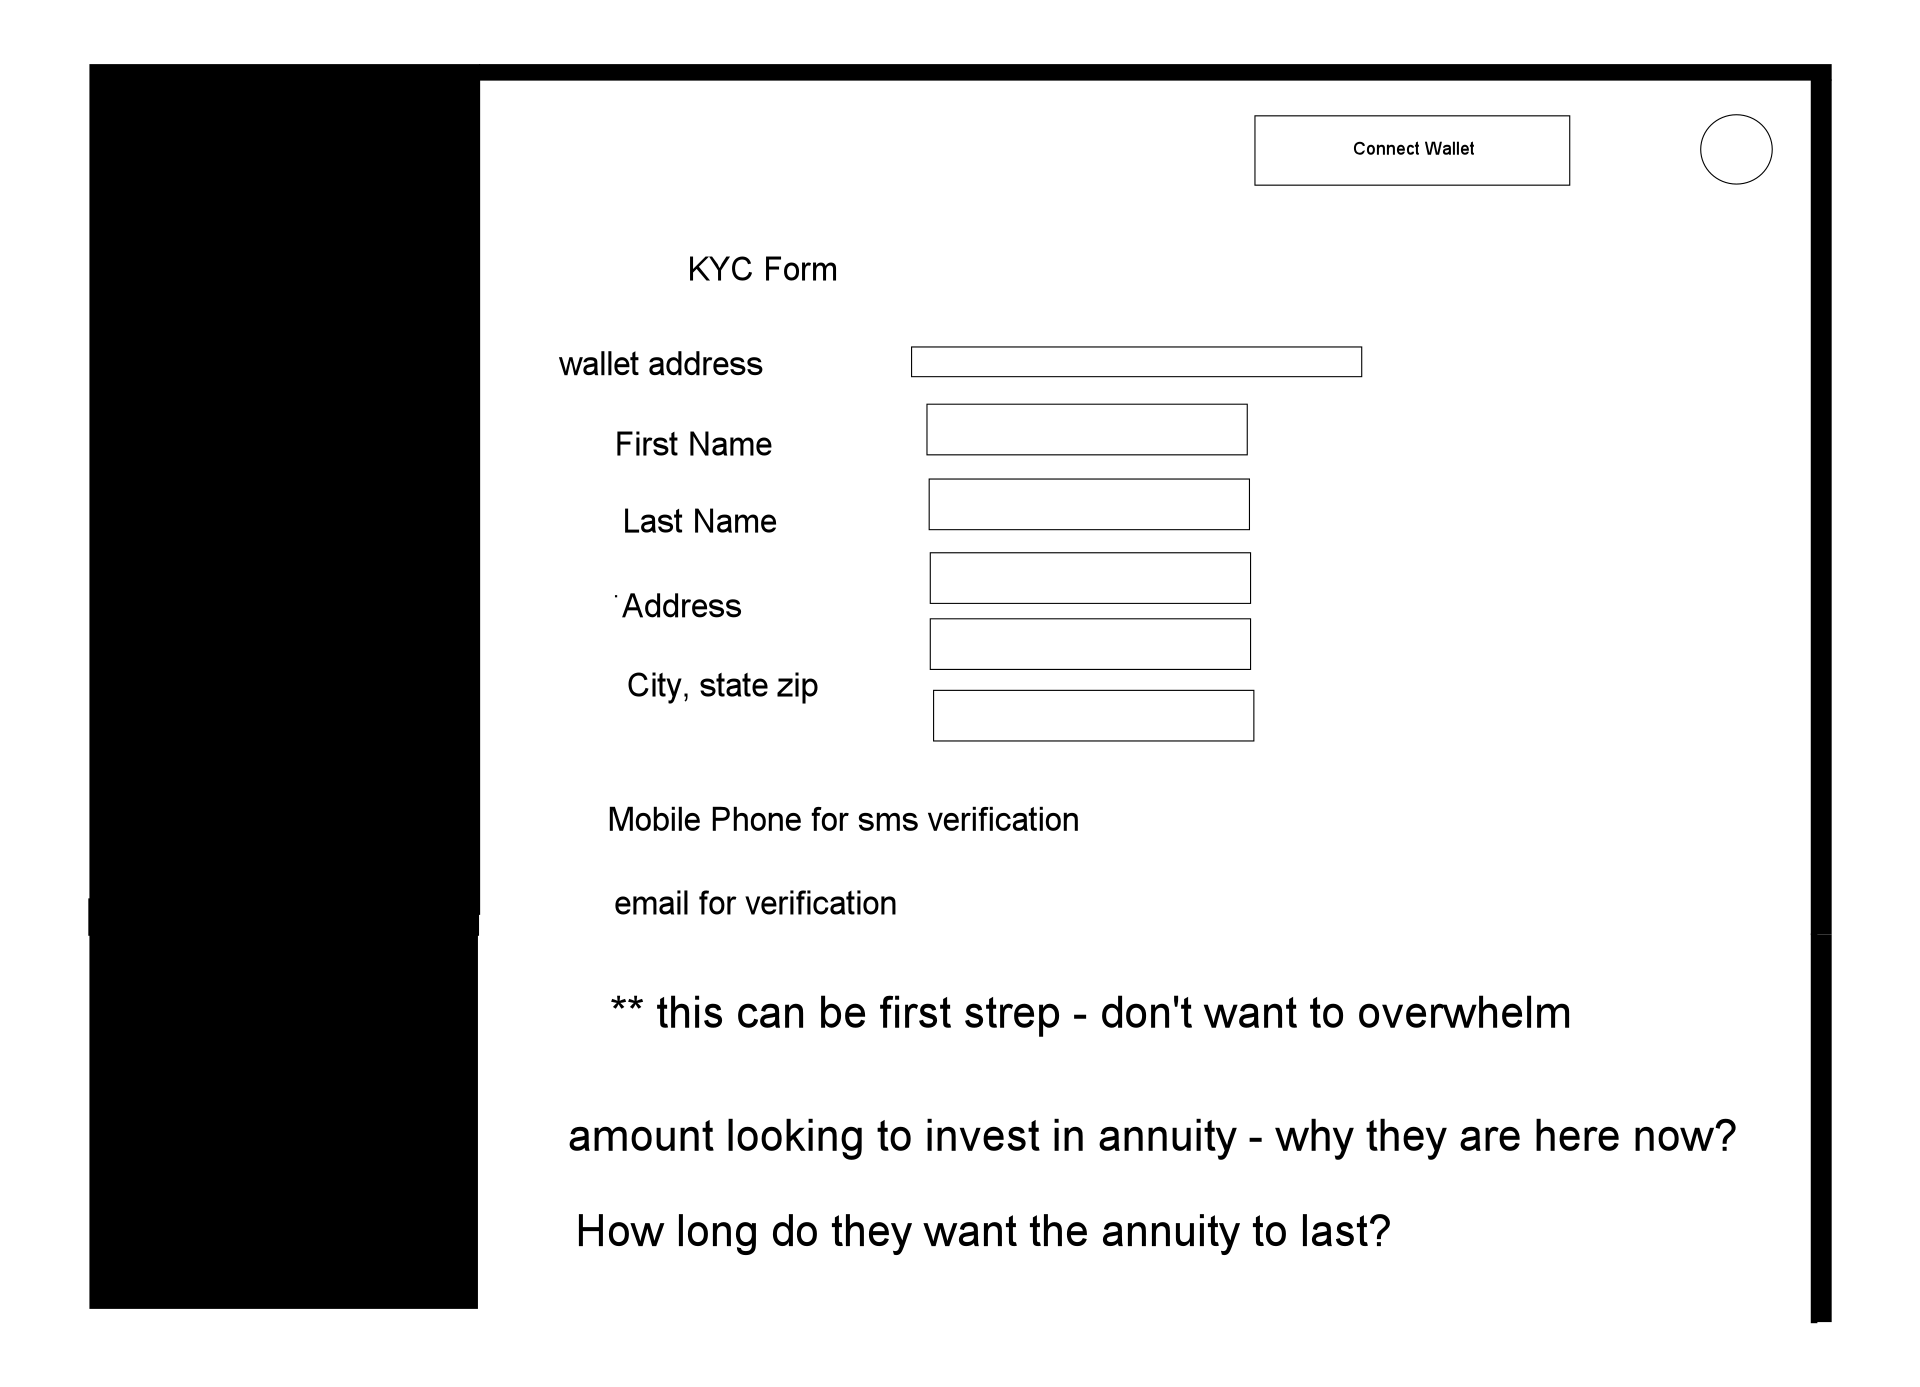 Connect Wallet
KYC Form
wallet address
First Name
Last Name
Address
City, state zip
Mobile Phone for sms verification
email for verification
** this can be first strep - don't want to overwhelm
amount looking to invest in annuity - why they are here now?
How long do they want the annuity to last?